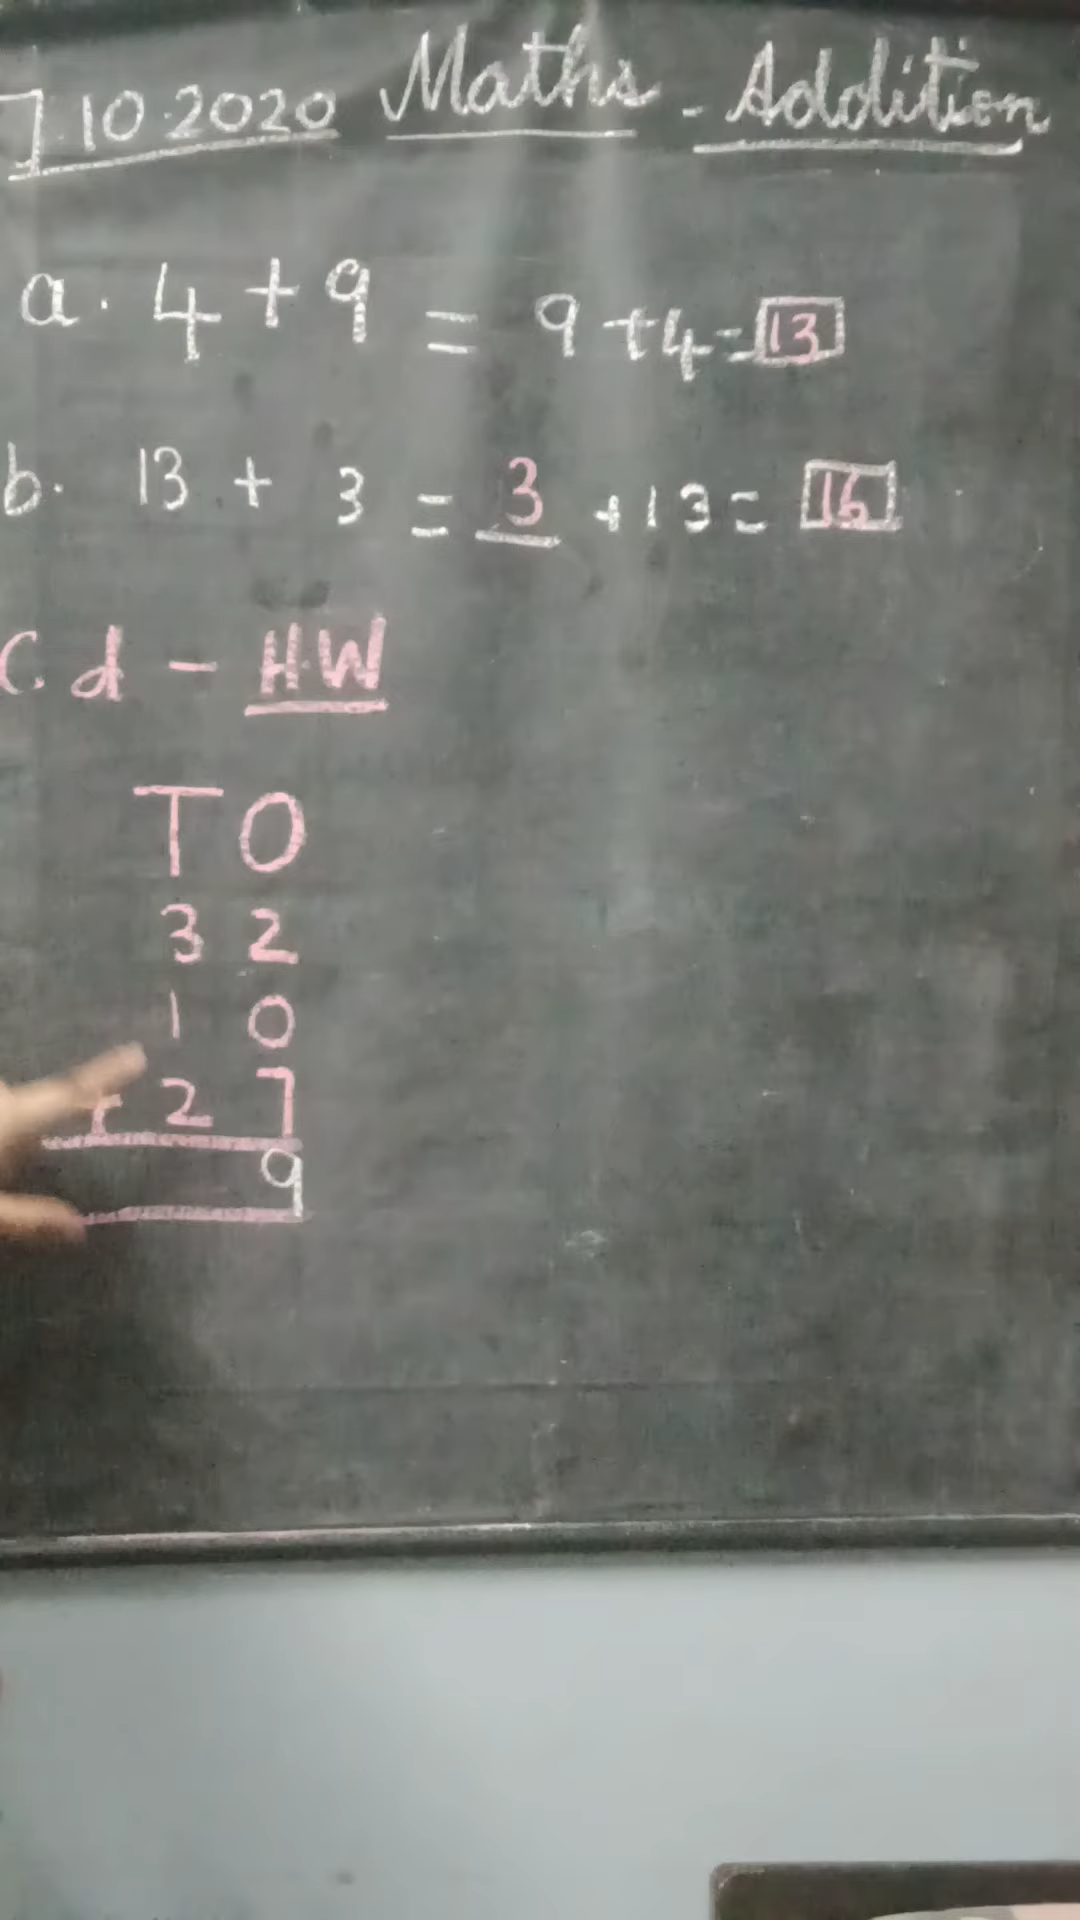 7.10.2020 Maths - Addition
a. 4 + 9 = 9 + 4 = 13
b. 13 + 3 = 3 + 13 = 16
C. d - H.W
T O
3 2
1 0
+ 2 7
9